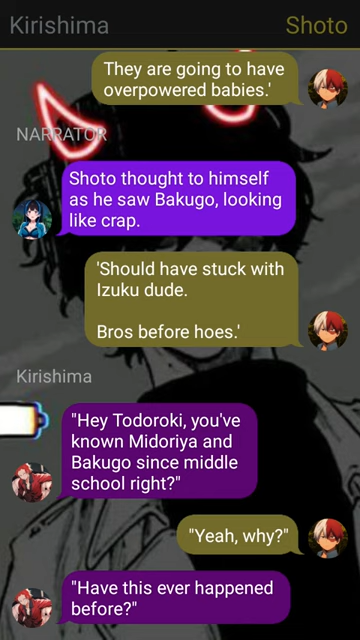 Kirishima
Shoto
They are going to have
overpowered babies.'
NARRATOR
Shoto thought to himself
as he saw Bakugo, looking
like crap.
'Should have stuck with
Izuku dude.
Bros before hoes.'
Kirishima
"Hey Todoroki, you've
known Midoriya and
Bakugo since middle
school right?"
"Yeah, why?"
"Have this ever happened
before?"